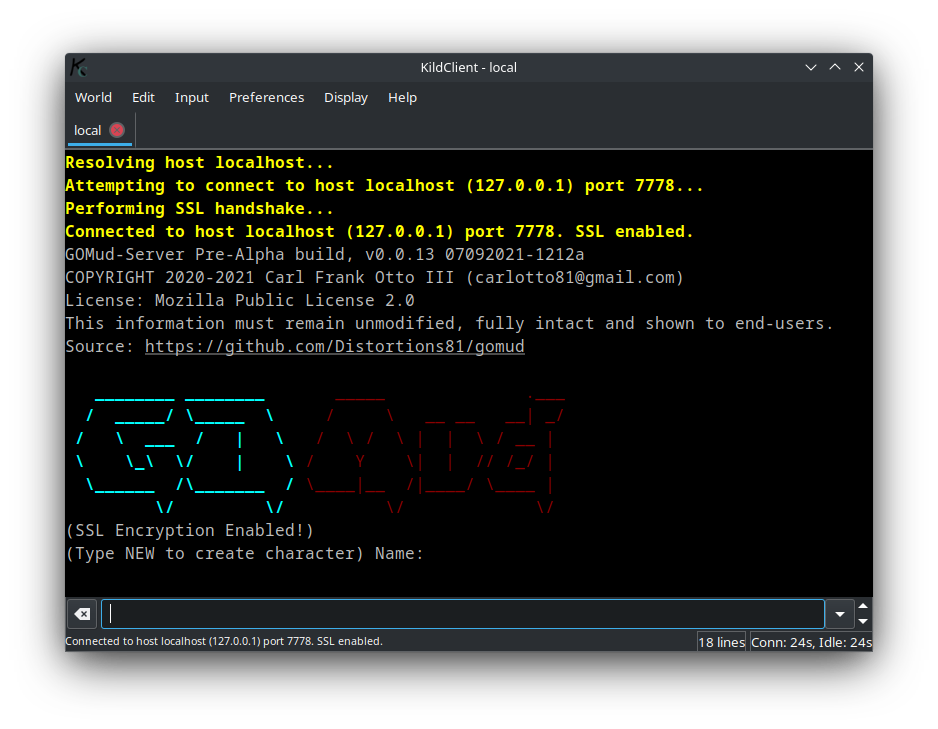 KildClient - local
World Edit Input Preferences Display Help
local
Resolving host localhost...
Attempting to connect to host localhost (127.0.0.1) port 7778...
Performing SSL handshake...
Connected to host localhost (127.0.0.1) port 7778. SSL enabled.
GOMud-Server Pre-Alpha build, v0.0.13 07092021-1212a
COPYRIGHT 2020-2021 Carl Frank Otto III (carlotto81@gmail.com)
License: Mozilla Public License 2.0
This information must remain unmodified, fully intact and shown to end-users.
Source: https://github.com/Distortions81/gomud
GOMud
(SSL Encryption Enabled!)
(Type NEW to create character) Name:
Connected to host localhost (127.0.0.1) port 7778. SSL enabled.
18 lines
Conn: 24s, Idle: 24s